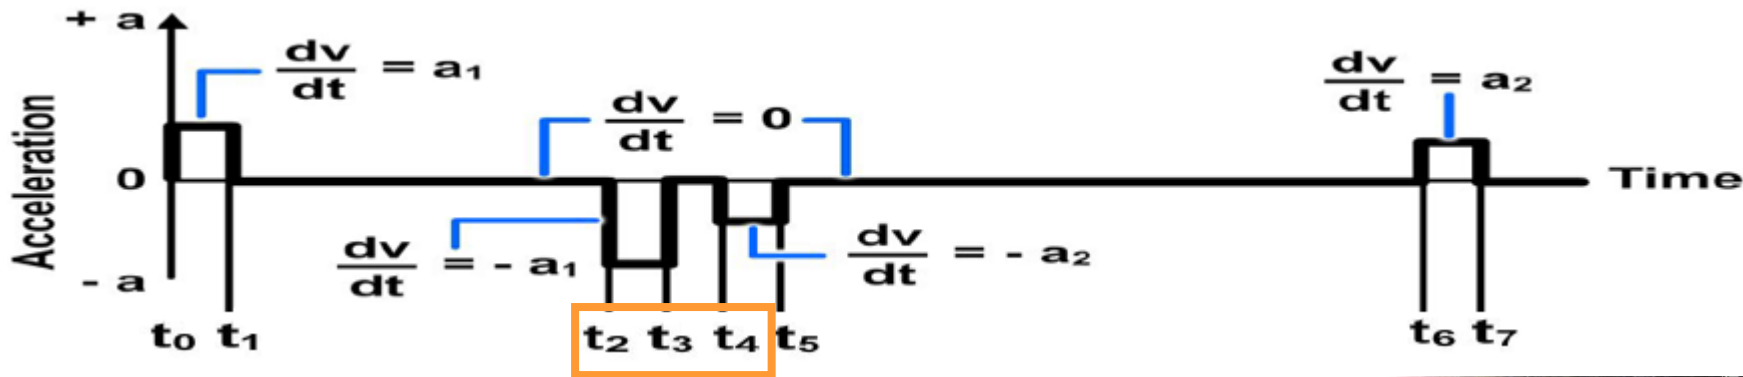 + a
dv/dt = a₁
dv/dt = 0
dv/dt = a₂
Acceleration
0
Time
dv/dt = - a₁
dv/dt = - a₂
- a
t₀ t₁ t₂ t₃ t₄ t₅ t₆ t₇